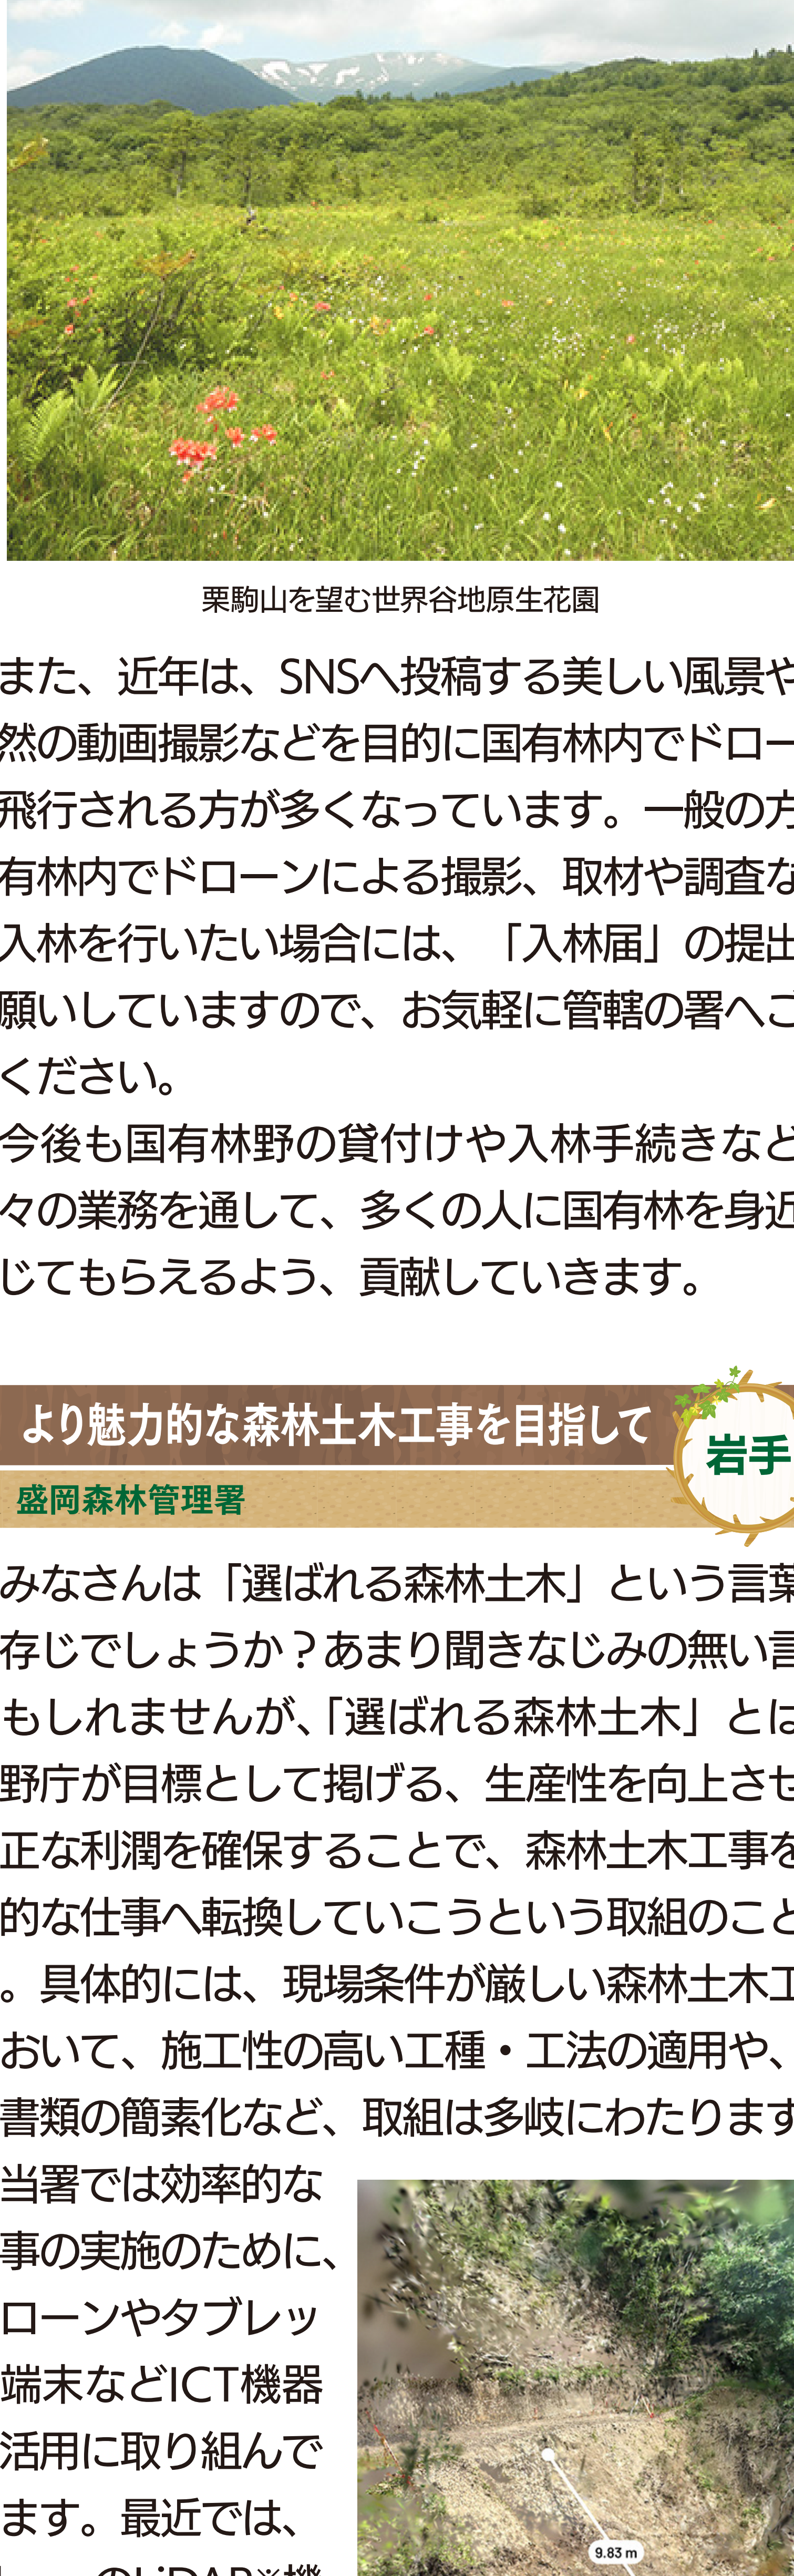 栗駒山を望む世界谷地原生花園
また、近年は、SNSへ投稿する美しい風景や
然の動画撮影などを目的に国有林内でドロー
飛行される方が多くなっています。一般の方
有林内でドローンによる撮影、取材や調査な
入林を行いたい場合には、「入林届」の提出
願いしていますので、お気軽に管轄の署へご
ください。
今後も国有林野の貸付けや入林手続きなど
々の業務を通して、多くの人に国有林を身近
じてもらえるよう、貢献していきます。
より魅力的な森林土木工事を目指して
岩手
盛岡森林管理署
みなさんは「選ばれる森林土木」という言葉
存じでしょうか？あまり聞きなじみの無い言
もしれませんが、「選ばれる森林土木」とは
野庁が目標として掲げる、生産性を向上させ
正な利潤を確保することで、森林土木工事を
的な仕事へ転換していこうという取組のこと
。具体的には、現場条件が厳しい森林土木工
おいて、施工性の高い工種・工法の適用や、
書類の簡素化など、取組は多岐にわたります
当署では効率的な
事の実施のために、
ローンやタブレッ
端末などICT機器
活用に取り組んで
ます。最近では、
のLiDAR※機
9.83 m